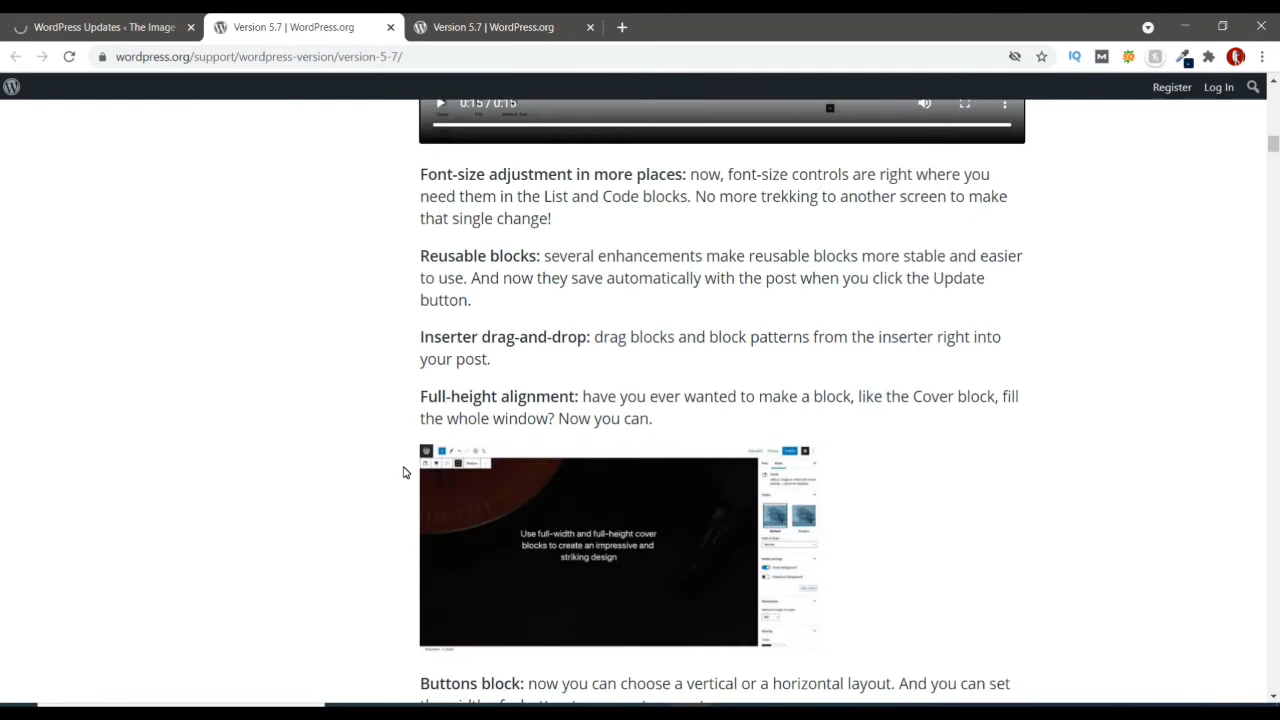 WordPress Updates ‹ The Image
Version 5.7 | WordPress.org
Version 5.7 | WordPress.org
wordpress.org/support/wordpress-version/version-5-7/
Register Log In
0:15 / 0:15
Font-size adjustment in more places: now, font-size controls are right where you
need them in the List and Code blocks. No more trekking to another screen to make
that single change!
Reusable blocks: several enhancements make reusable blocks more stable and easier
to use. And now they save automatically with the post when you click the Update
button.
Inserter drag-and-drop: drag blocks and block patterns from the inserter right into
your post.
Full-height alignment: have you ever wanted to make a block, like the Cover block, fill
the whole window? Now you can.
Use full-width and full-height cover
blocks to create an impressive and
striking design
Buttons block: now you can choose a vertical or a horizontal layout. And you can set